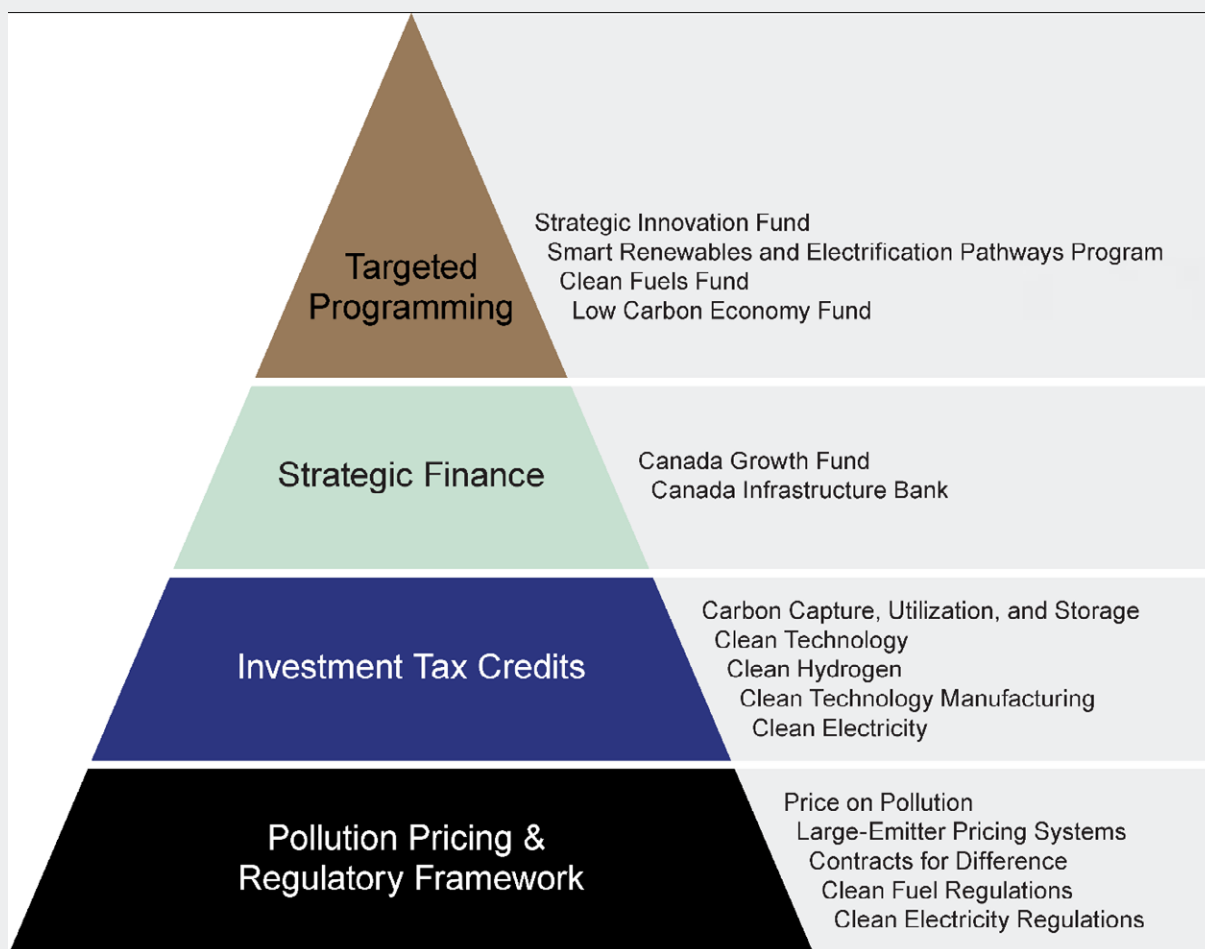 Targeted
Programming
Strategic Innovation Fund
Smart Renewables and Electrification Pathways Program
Clean Fuels Fund
Low Carbon Economy Fund
Strategic Finance
Canada Growth Fund
Canada Infrastructure Bank
Investment Tax Credits
Carbon Capture, Utilization, and Storage
Clean Technology
Clean Hydrogen
Clean Technology Manufacturing
Clean Electricity
Pollution Pricing &
Regulatory Framework
Price on Pollution
Large-Emitter Pricing Systems
Contracts for Difference
Clean Fuel Regulations
Clean Electricity Regulations